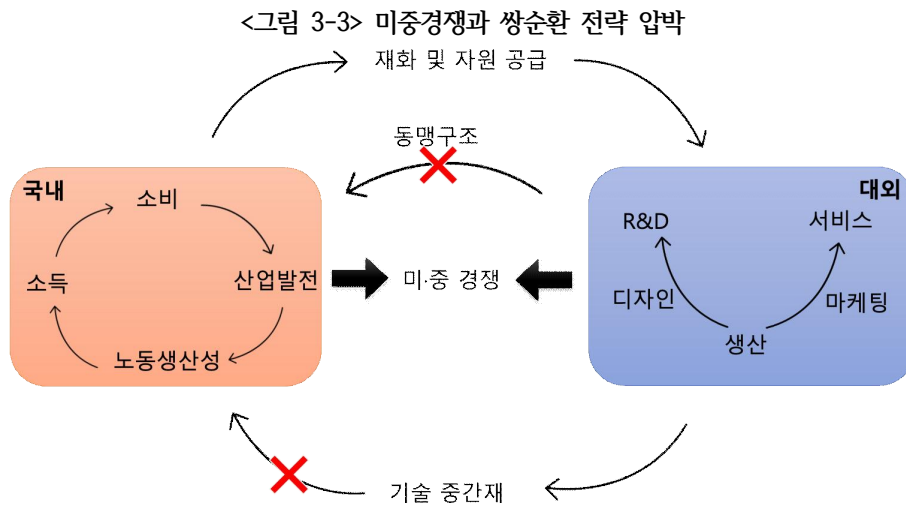 <그림 3-3> 미중경쟁과 쌍순환 전략 압박
재화 및 자원 공급
동맹구조
국내
소비
소득
산업발전
노동생산성
미·중 경쟁
대외
R&D
서비스
디자인
마케팅
생산
기술 중간재